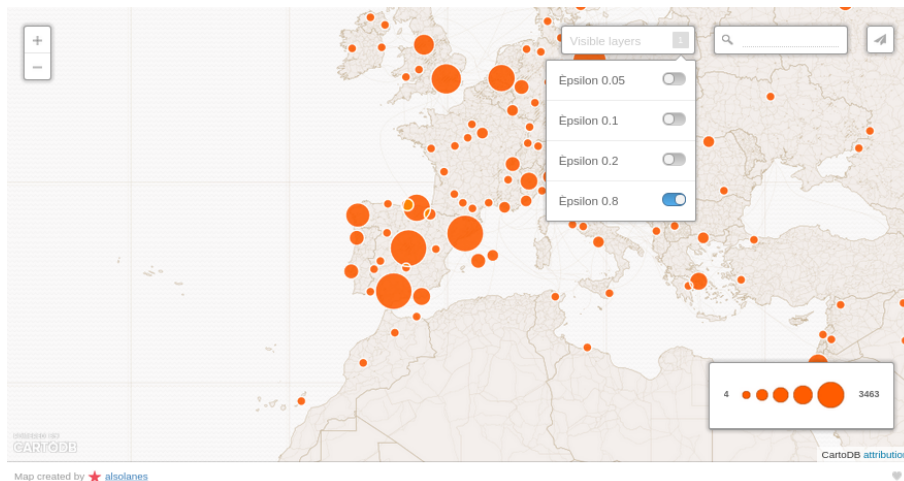 +
−
Visible layers 1
Èpsilon 0.05
Èpsilon 0.1
Èpsilon 0.2
Èpsilon 0.8
4 3463
CARTODB
CartoDB attribution
Map created by alsolanes